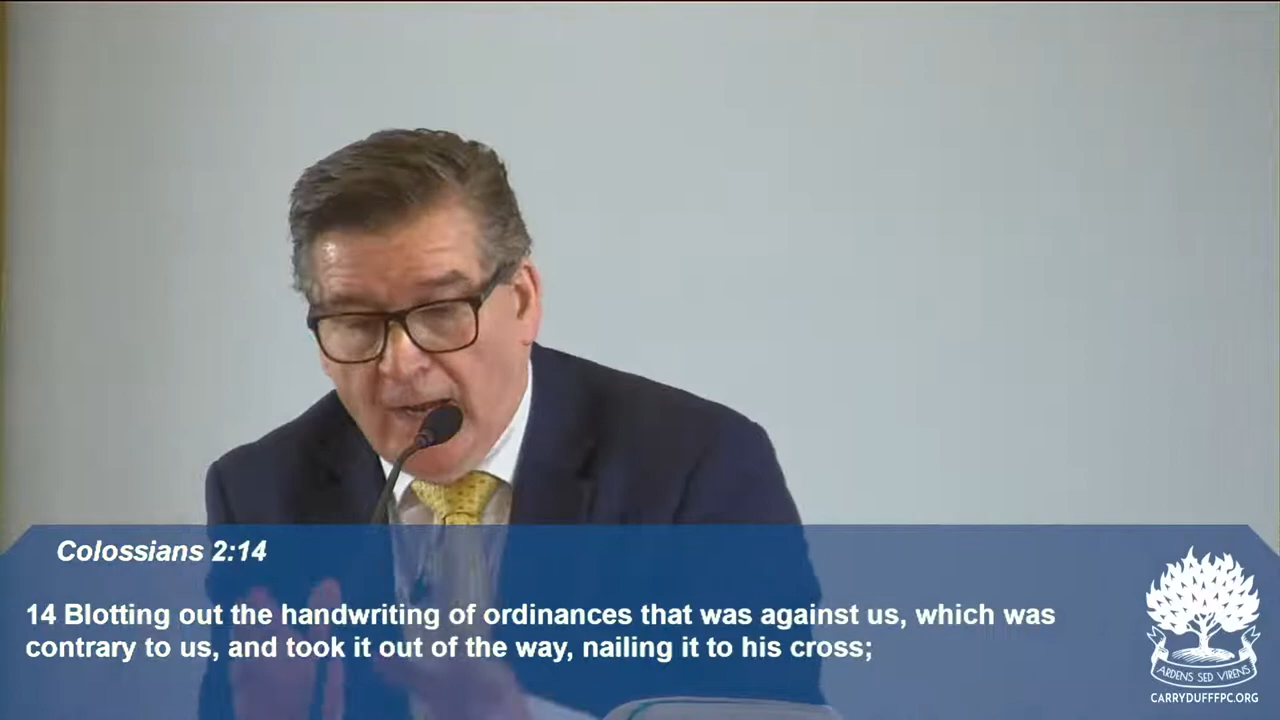 Colossians 2:14
14 Blotting out the handwriting of ordinances that was against us, which was
contrary to us, and took it out of the way, nailing it to his cross;
ARDENS SED VIRENS
CARRYDUFFFPC.ORG